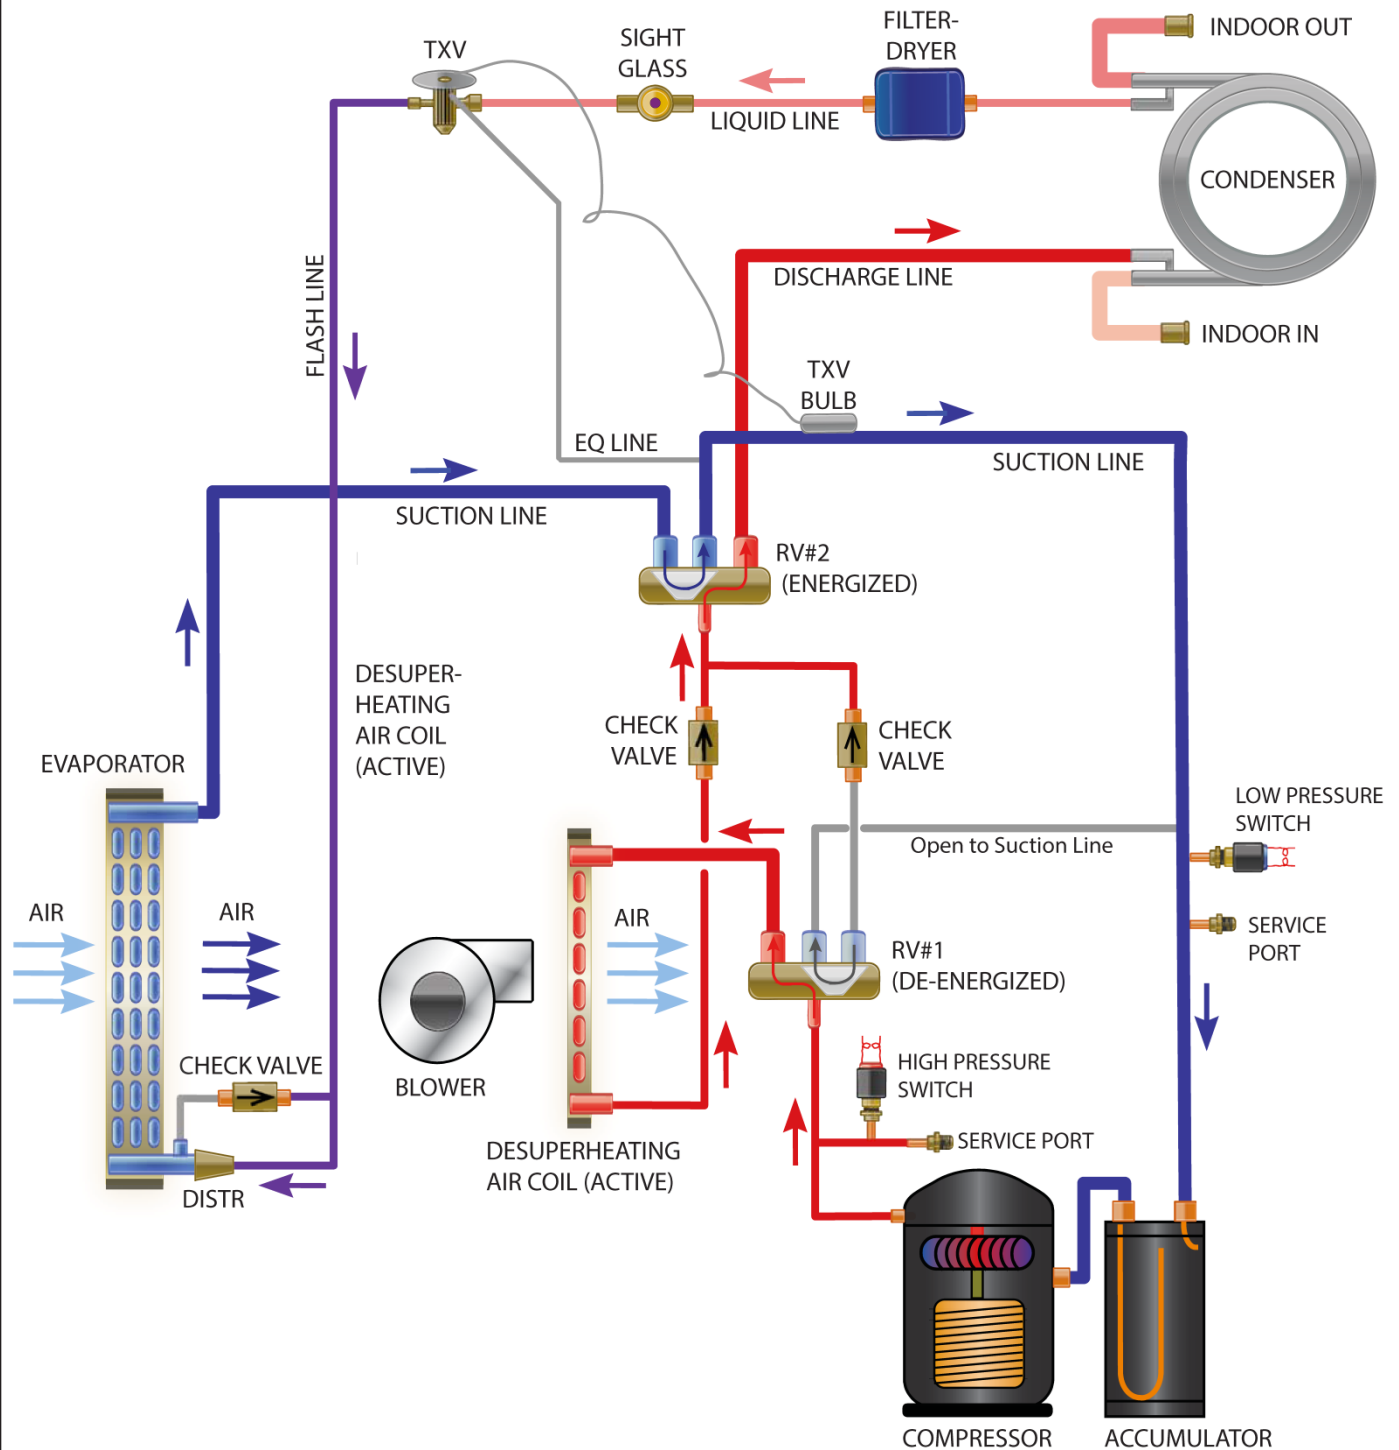 INDOOR OUT
FILTER-
DRYER
SIGHT
GLASS
TXV
LIQUID LINE
CONDENSER
DISCHARGE LINE
INDOOR IN
FLASH LINE
TXV
BULB
EQ LINE
SUCTION LINE
SUCTION LINE
RV#2
(ENERGIZED)
DESUPER-
HEATING
AIR COIL
(ACTIVE)
CHECK
VALVE
CHECK
VALVE
EVAPORATOR
LOW PRESSURE
SWITCH
Open to Suction Line
AIR
AIR
AIR
SERVICE
PORT
RV#1
(DE-ENERGIZED)
HIGH PRESSURE
SWITCH
CHECK VALVE
BLOWER
SERVICE PORT
DESUPERHEATING
AIR COIL (ACTIVE)
DISTR
COMPRESSOR
ACCUMULATOR